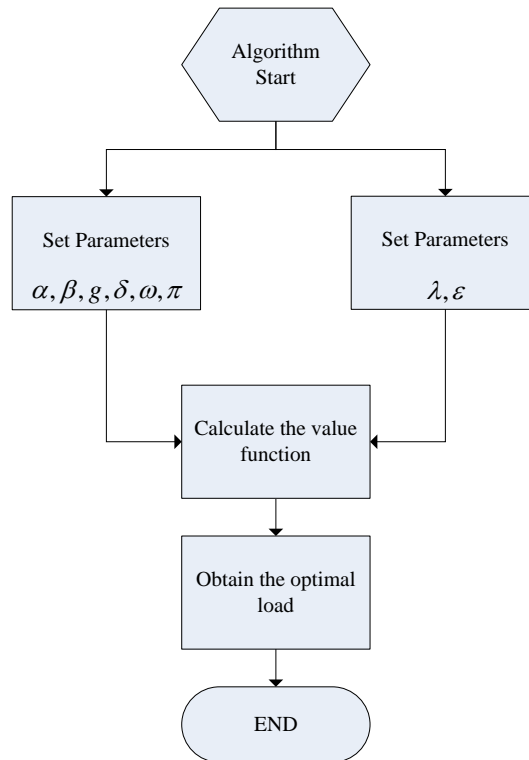 Algorithm
Start
Set Parameters
α, β, g, δ, ω, π
Set Parameters
λ, ε
Calculate the value
function
Obtain the optimal
load
END